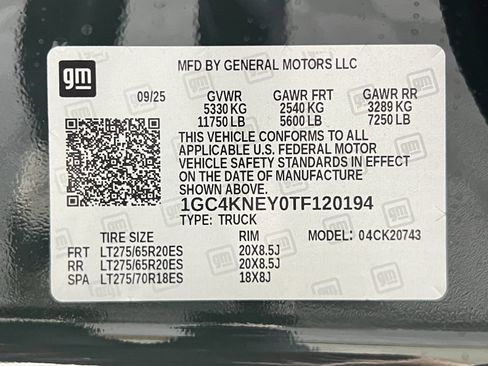 gm
MFD BY GENERAL MOTORS LLC
09/25 GVWR GAWR FRT GAWR RR
5330 KG 2540 KG 3289 KG
11750 LB 5600 LB 7250 LB
THIS VEHICLE CONFORMS TO ALL
APPLICABLE U.S. FEDERAL MOTOR
VEHICLE SAFETY STANDARDS IN EFFECT
ON THE DATE OF MANUFACTURE
SHOWN ABOVE.
1GC4KNEY0TF120194
TYPE: TRUCK
TIRE SIZE RIM MODEL: 04CK20743
FRT LT275/65R20ES 20X8.5J
RR LT275/65R20ES 20X8.5J
SPA LT275/70R18ES 18X8J